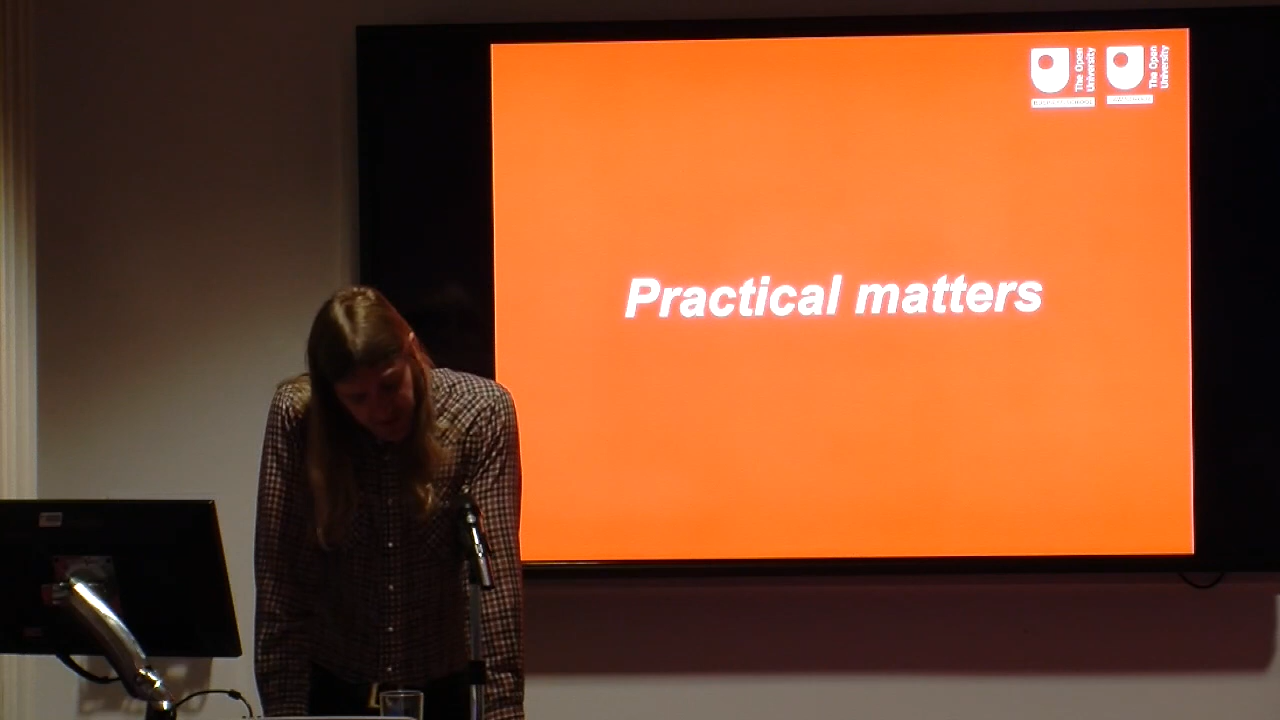 The Open
University
The Open
University
Practical matters